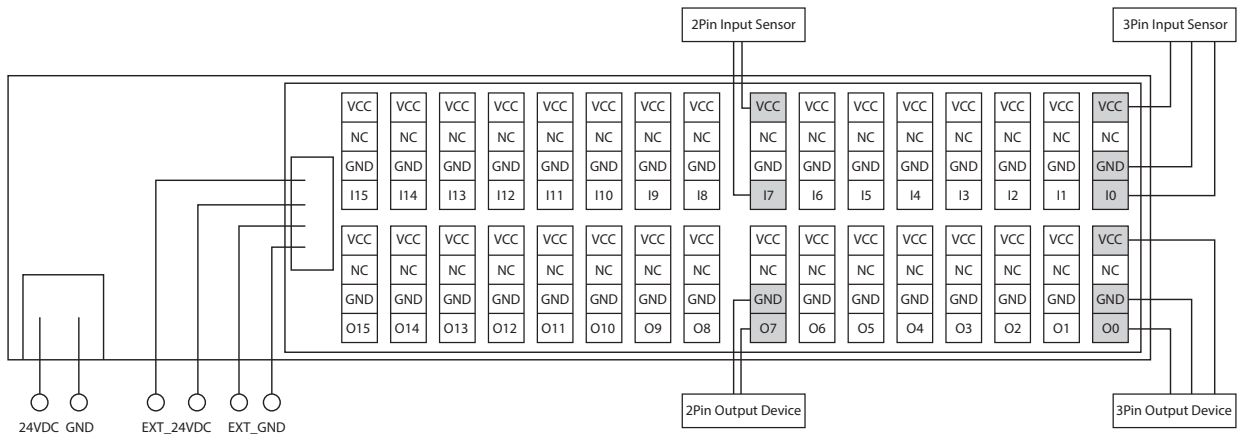 2Pin Input Sensor 3Pin Input Sensor
VCC VCC VCC VCC VCC VCC VCC VCC VCC VCC VCC VCC VCC VCC VCC VCC
NC NC NC NC NC NC NC NC NC NC NC NC NC NC NC NC
GND GND GND GND GND GND GND GND GND GND GND GND GND GND GND GND
I15 I14 I13 I12 I11 I10 I9 I8 I7 I6 I5 I4 I3 I2 I1 I0
VCC VCC VCC VCC VCC VCC VCC VCC VCC VCC VCC VCC VCC VCC VCC VCC
NC NC NC NC NC NC NC NC NC NC NC NC NC NC NC NC
GND GND GND GND GND GND GND GND GND GND GND GND GND GND GND GND
O15 O14 O13 O12 O11 O10 O9 O8 O7 O6 O5 O4 O3 O2 O1 O0
2Pin Output Device 3Pin Output Device
24VDC GND EXT_24VDC EXT_GND